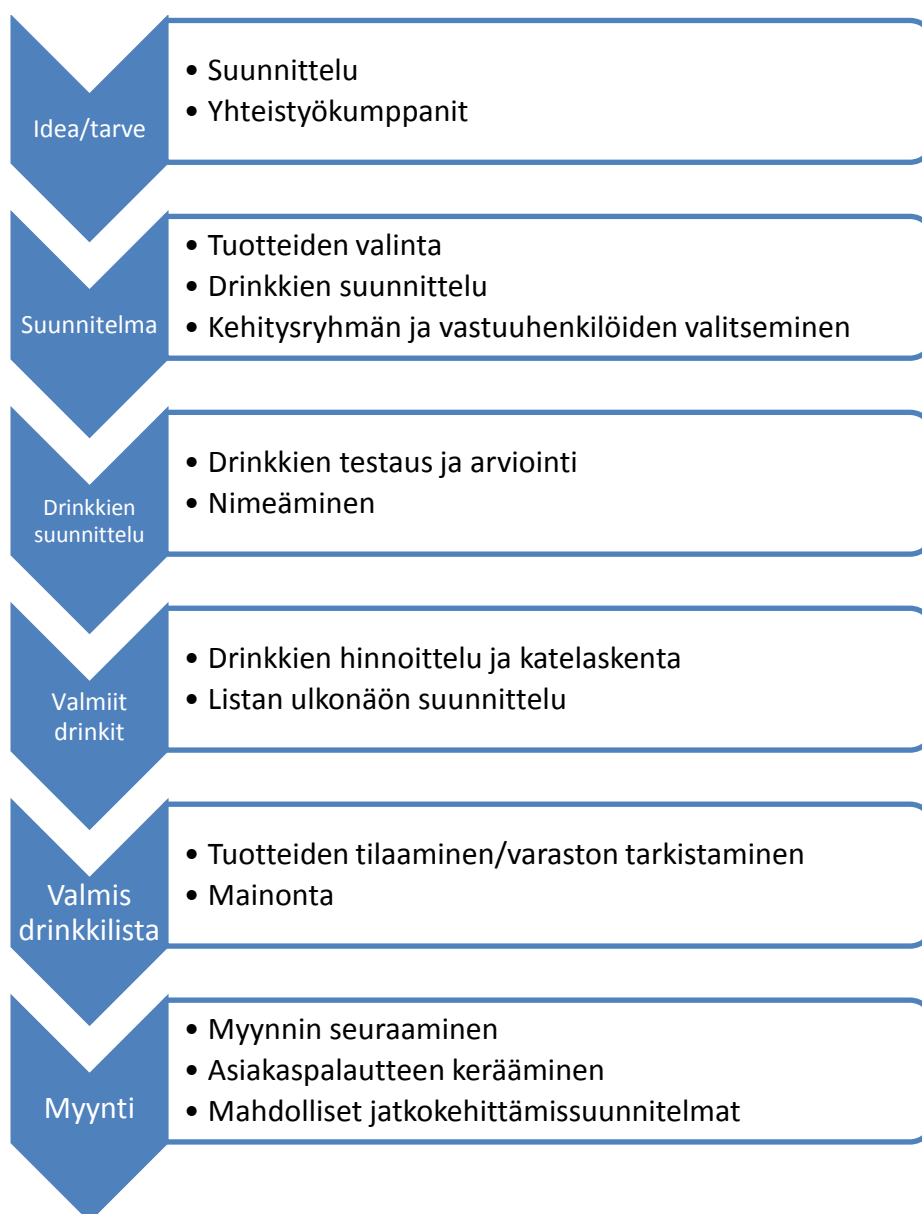 Idea/tarve
• Suunnittelu
• Yhteistyökumppanit
Suunnitelma
• Tuotteiden valinta
• Drinkkien suunnittelu
• Kehitysryhmän ja vastuuhenkilöiden valitseminen
Drinkkien
suunnittelu
• Drinkkien testaus ja arviointi
• Nimeäminen
Valmiit
drinkit
• Drinkkien hinnoittelu ja katelaskenta
• Listan ulkonäön suunnittelu
Valmis
drinkkilista
• Tuotteiden tilaaminen/varaston tarkistaminen
• Mainonta
Myynti
• Myynnin seuraaminen
• Asiakaspalautteen kerääminen
• Mahdolliset jatkokehittämissuunnitelmat